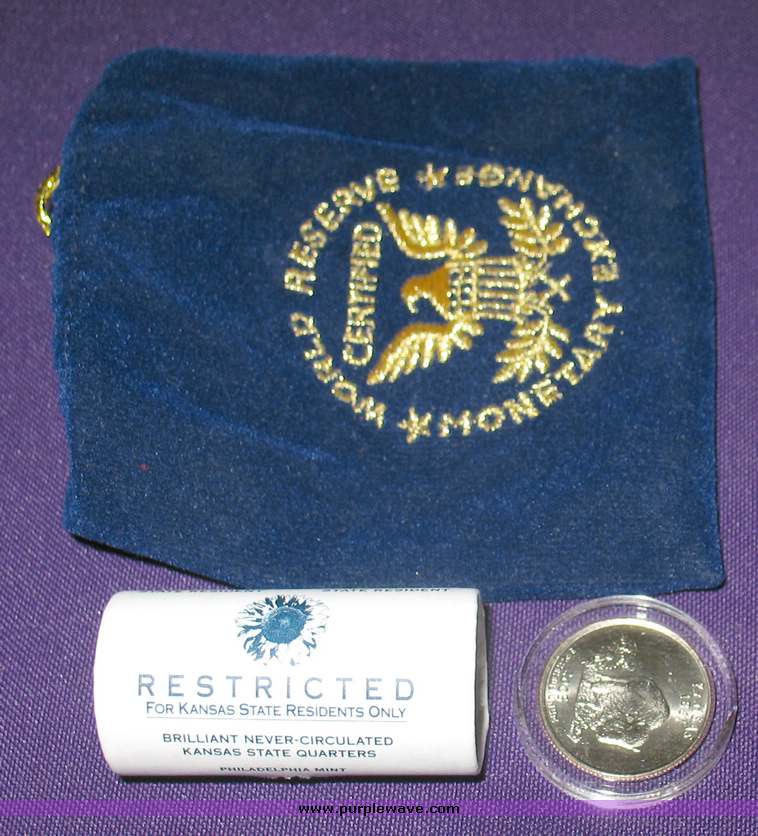 WORLD RESERVE ★ MONETARY EXCHANGE ★
CERTIFIED
RESTRICTED
FOR KANSAS STATE RESIDENTS ONLY
BRILLIANT NEVER-CIRCULATED
KANSAS STATE QUARTERS
PHILADELPHIA MINT
www.purplewave.com